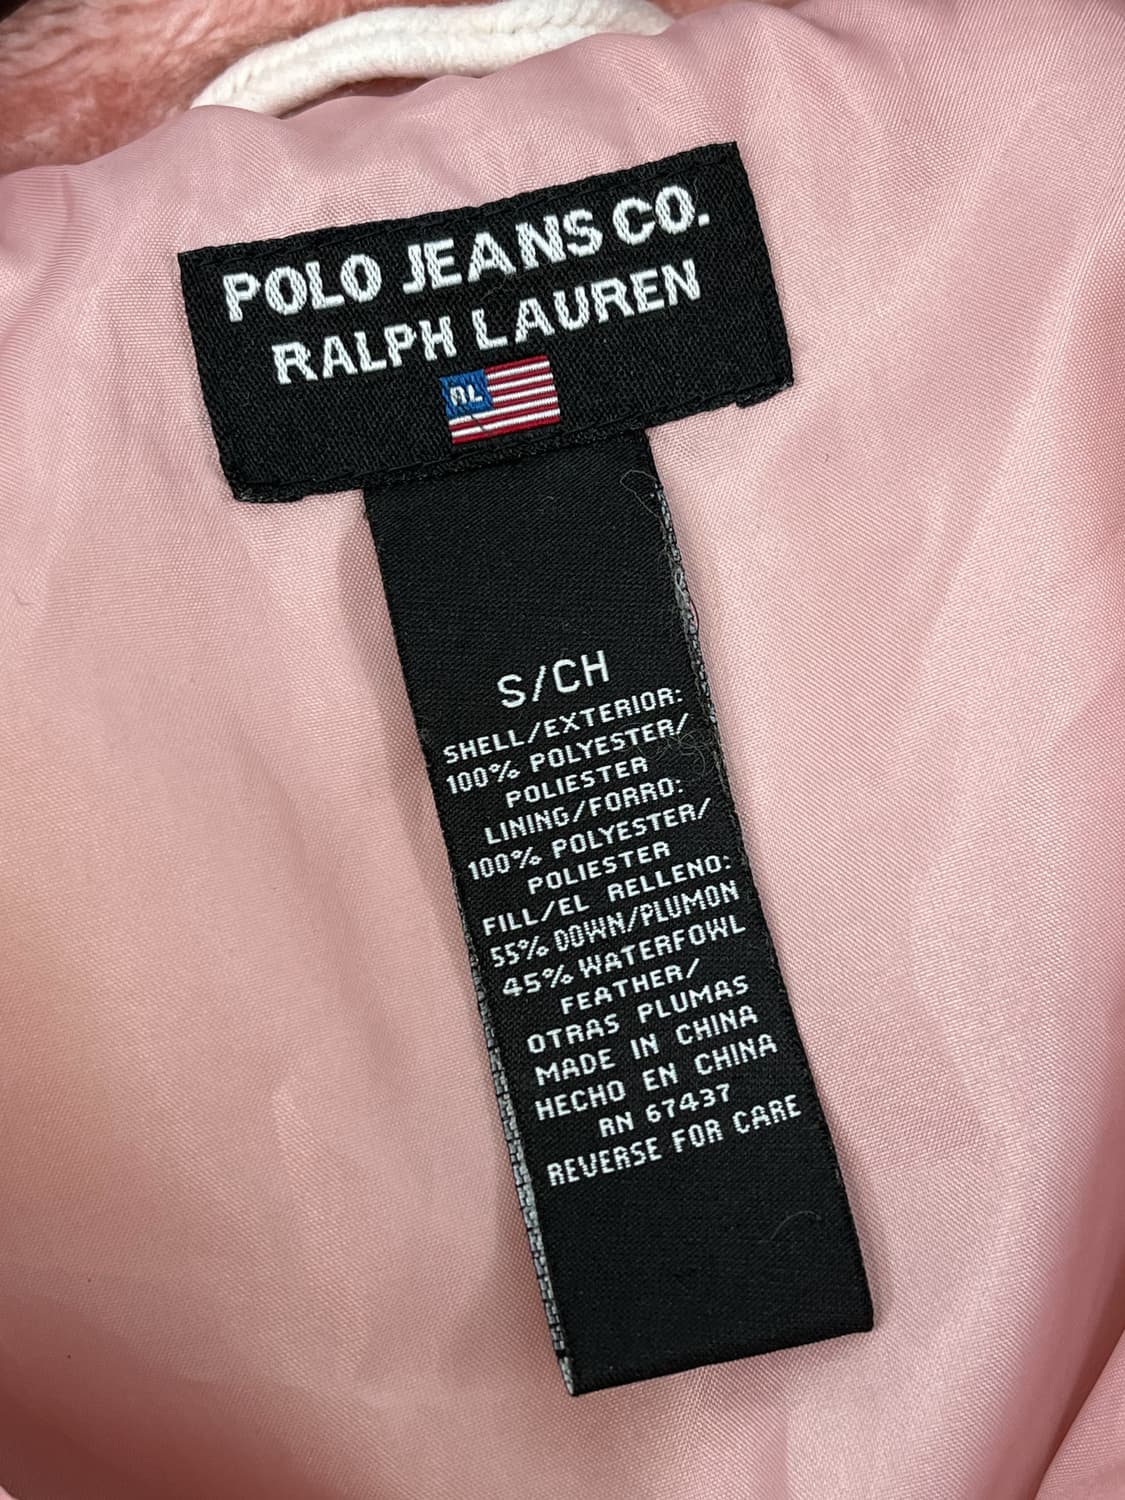 POLO JEANS CO.
RALPH LAUREN
RL
S/CH
SHELL/EXTERIOR:
100% POLYESTER/
POLIESTER
LINING/FORRO:
100% POLYESTER/
POLIESTER
FILL/EL RELLENO:
55% DOWN/PLUMON
45% WATERFOWL
FEATHER/
OTRAS PLUMAS
MADE IN CHINA
HECHO EN CHINA
RN 67437
REVERSE FOR CARE